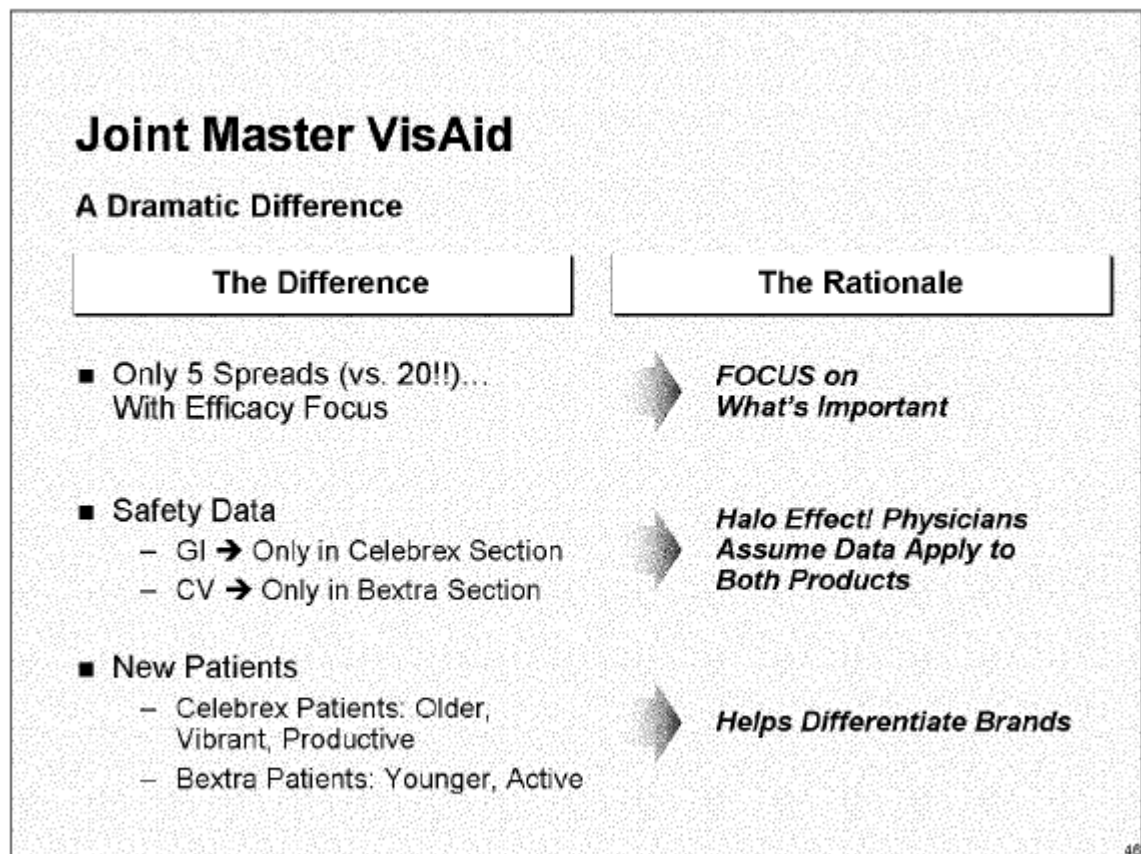 Joint Master VisAid
A Dramatic Difference
The Difference
The Rationale
■ Only 5 Spreads (vs. 20!!)…
With Efficacy Focus
FOCUS on
What's Important
■ Safety Data
– GI ➔ Only in Celebrex Section
– CV ➔ Only in Bextra Section
Halo Effect! Physicians
Assume Data Apply to
Both Products
■ New Patients
– Celebrex Patients: Older,
Vibrant, Productive
– Bextra Patients: Younger, Active
Helps Differentiate Brands
46